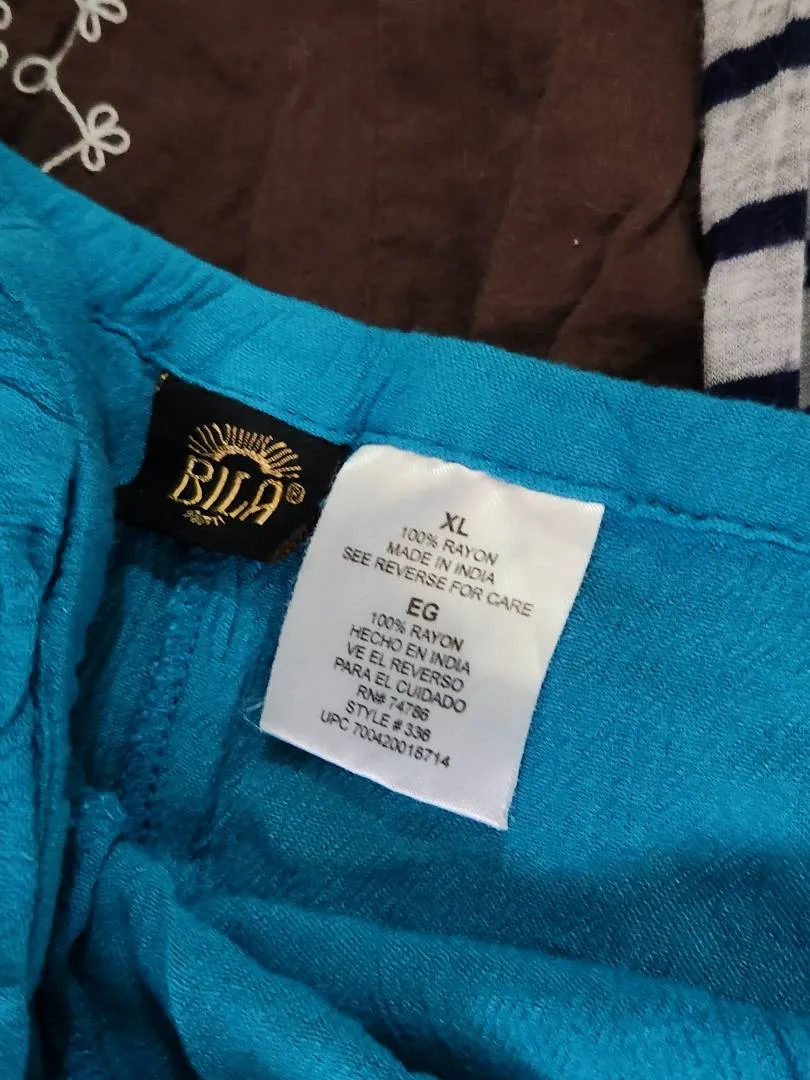 BILA®
XL
100% RAYON
MADE IN INDIA
SEE REVERSE FOR CARE
EG
100% RAYON
HECHO EN INDIA
VE EL REVERSO
PARA EL CUIDADO
RN# 74786
STYLE # 336
UPC 700420018714